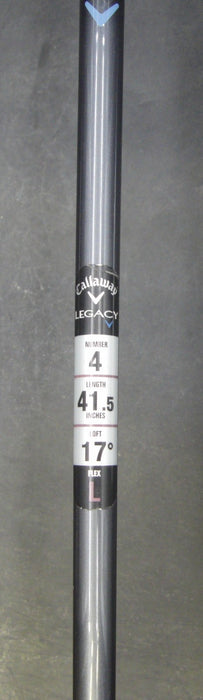 Callaway
LEGACY
NUMBER
4
LENGTH
41.5
INCHES
LOFT
17°
FLEX
L